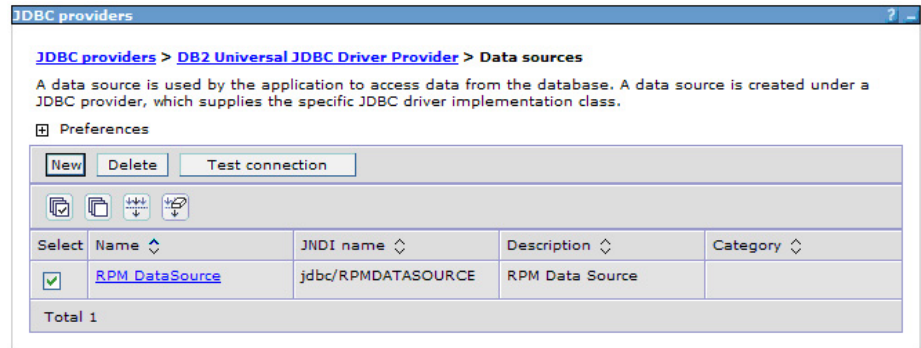 JDBC providers ? –
JDBC providers > DB2 Universal JDBC Driver Provider > Data sources
A data source is used by the application to access data from the database. A data source is created under a
JDBC provider, which supplies the specific JDBC driver implementation class.
Preferences
New Delete Test connection
Select Name JNDI name Description Category
RPM DataSource jdbc/RPMDATASOURCE RPM Data Source
Total 1